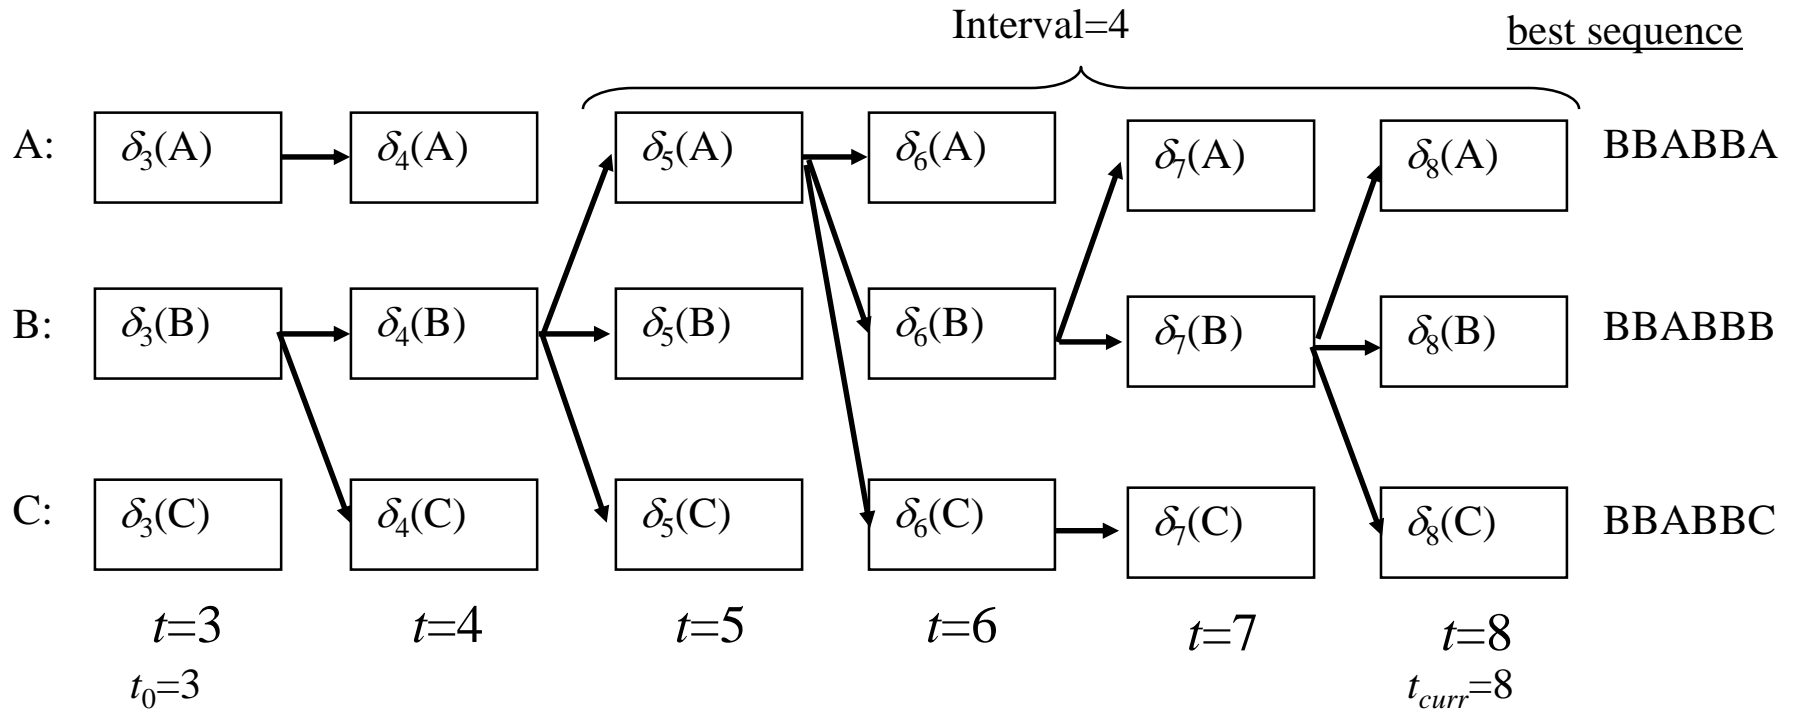 Interval=4
best sequence
A: δ₃(A) δ₄(A) δ₅(A) δ₆(A) δ₇(A) δ₈(A) BBABBA
B: δ₃(B) δ₄(B) δ₅(B) δ₆(B) δ₇(B) δ₈(B) BBABBB
C: δ₃(C) δ₄(C) δ₅(C) δ₆(C) δ₇(C) δ₈(C) BBABBC
t=3 t=4 t=5 t=6 t=7 t=8
t₀=3 t_curr=8